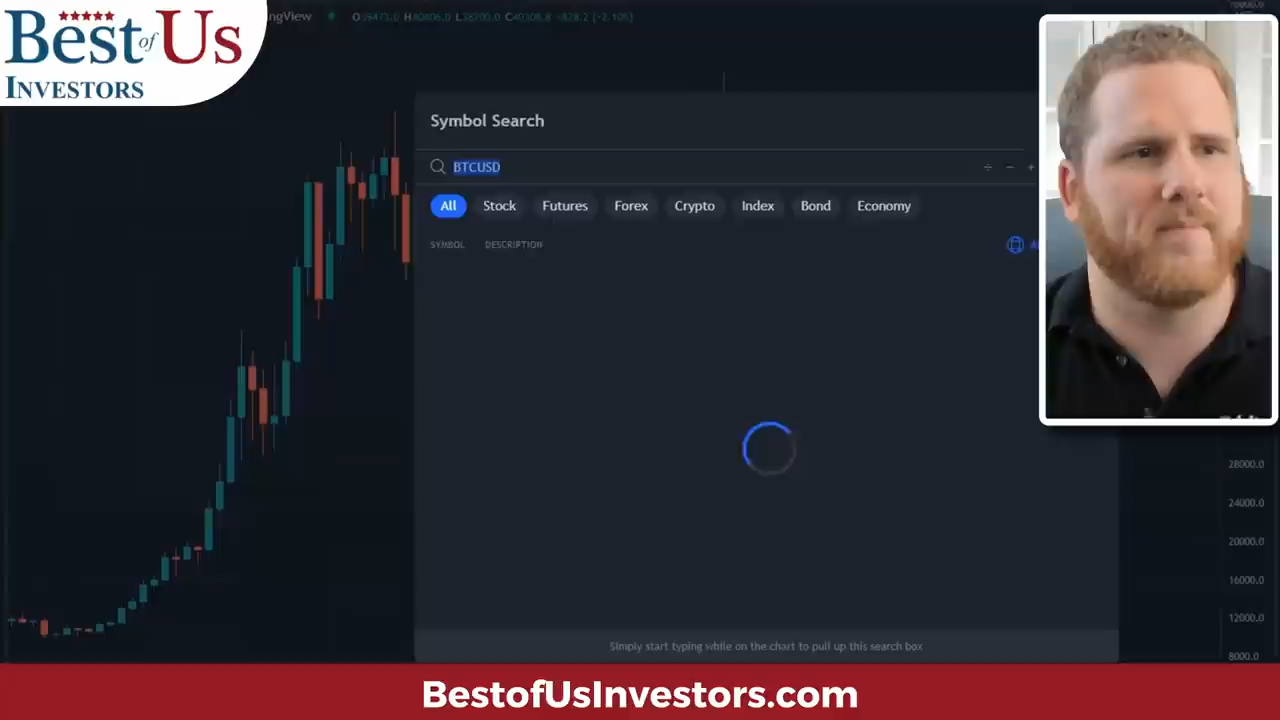 Best of Us
INVESTORS
ngView
Symbol Search
BTCUSD
All Stock Futures Forex Crypto Index Bond Economy
SYMBOL DESCRIPTION
28000.0
24000.0
20000.0
16000.0
12000.0
8000.0
Simply start typing while on the chart to pull up this search box
BestofUsInvestors.com